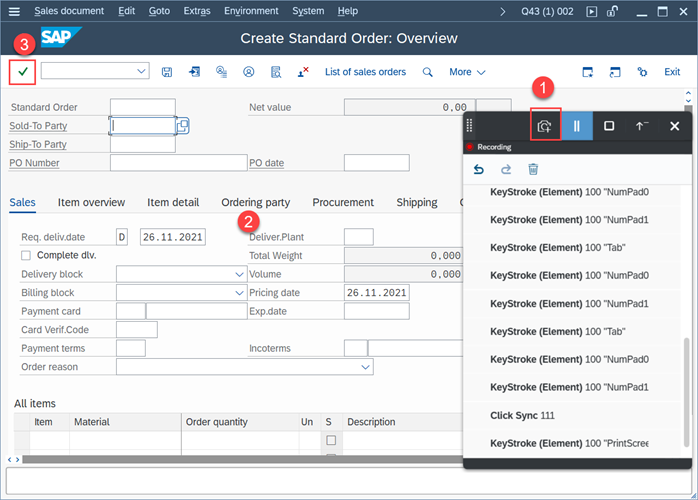 Sales document Edit Goto Extras Environment System Help Q43 (1) 002
SAP
Create Standard Order: Overview
3
List of sales orders More Exit
1
Standard Order Net value 0,00
Sold-To Party
Ship-To Party
PO Number PO date
Recording
KeyStroke (Element) 100 "NumPad0
KeyStroke (Element) 100 "NumPad1
KeyStroke (Element) 100 "Tab"
KeyStroke (Element) 100 "NumPad0
KeyStroke (Element) 100 "NumPad1
KeyStroke (Element) 100 "Tab"
KeyStroke (Element) 100 "NumPad0
KeyStroke (Element) 100 "NumPad1
Click Sync 111
KeyStroke (Element) 100 "PrintScree
Sales Item overview Item detail Ordering party Procurement Shipping
2
Req. deliv.date D 26.11.2021 Deliver.Plant
Complete dlv. Total Weight 0,000
Delivery block Volume 0,000
Billing block Pricing date 26.11.2021
Payment card Exp.date
Card Verif.Code
Payment terms Incoterms
Order reason
All items
Item Material Order quantity Un S Description